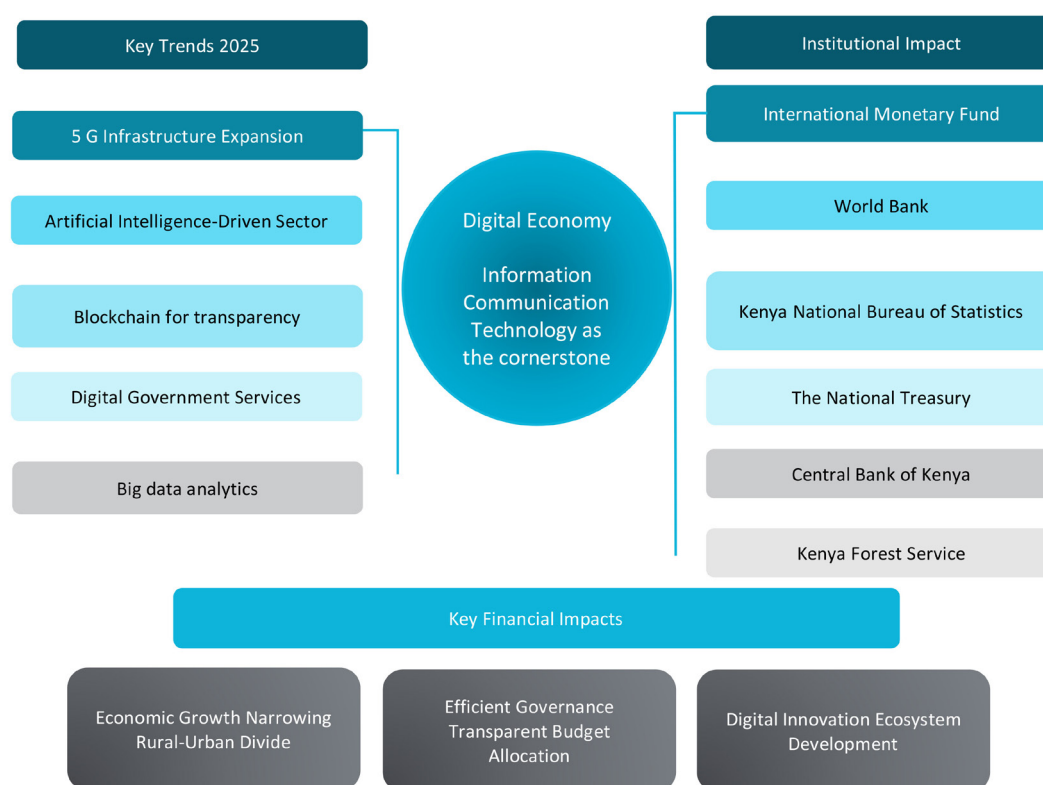 Key Trends 2025
5 G Infrastructure Expansion
Artificial Intelligence-Driven Sector
Blockchain for transparency
Digital Government Services
Big data analytics
Digital Economy
Information
Communication
Technology as
the cornerstone
Institutional Impact
International Monetary Fund
World Bank
Kenya National Bureau of Statistics
The National Treasury
Central Bank of Kenya
Kenya Forest Service
Key Financial Impacts
Economic Growth Narrowing
Rural-Urban Divide
Efficient Governance
Transparent Budget
Allocation
Digital Innovation Ecosystem
Development